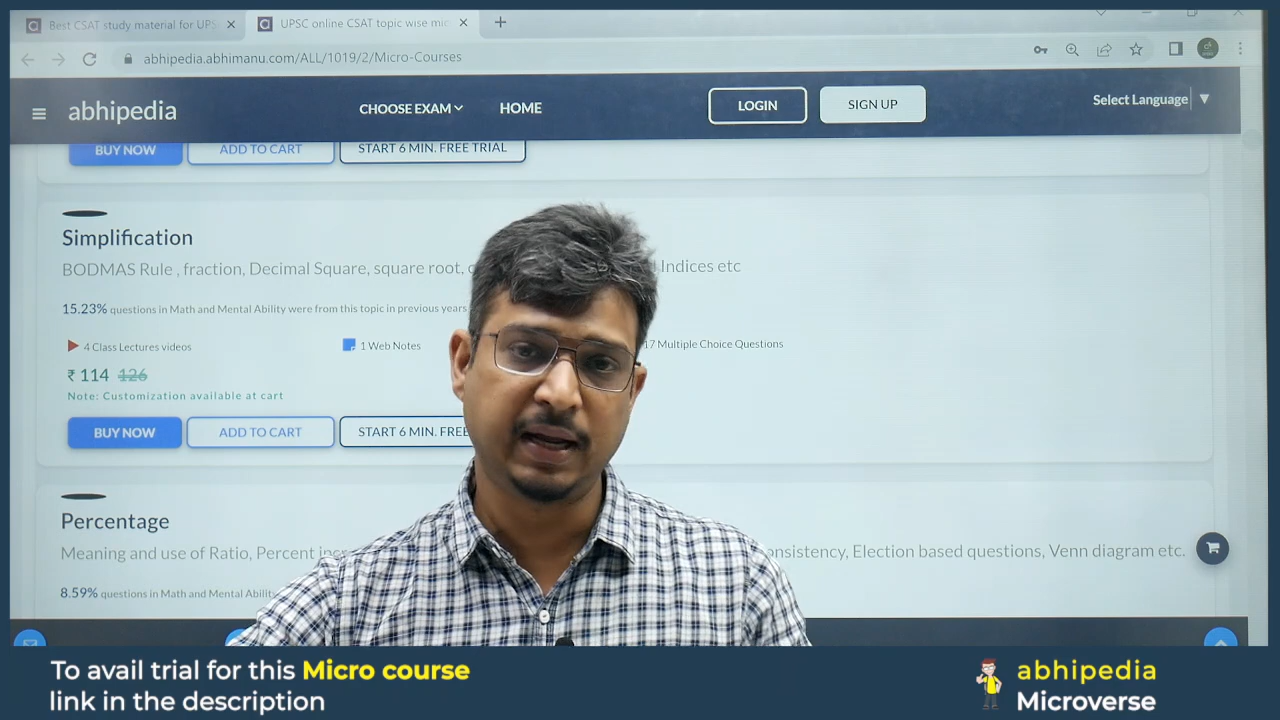 Best CSAT study material for UPS
UPSC online CSAT topic wise mic
abhipedia.abhimanu.com/ALL/1019/2/Micro-Courses
abhipedia
CHOOSE EXAM
HOME
LOGIN
SIGN UP
Select Language
BUY NOW
ADD TO CART
START 6 MIN. FREE TRIAL
Simplification
BODMAS Rule , fraction, Decimal Square, square root, Indices etc
15.23% questions in Math and Mental Ability were from this topic in previous years
4 Class Lectures videos
1 Web Notes
17 Multiple Choice Questions
₹ 114 126
Note: Customization available at cart
BUY NOW
ADD TO CART
START 6 MIN. FREE
Percentage
Meaning and use of Ratio, Percent onsistency, Election based questions, Venn diagram etc.
8.59% questions in Math and Mental Ability
To avail trial for this Micro course
link in the description
abhipedia
Microverse